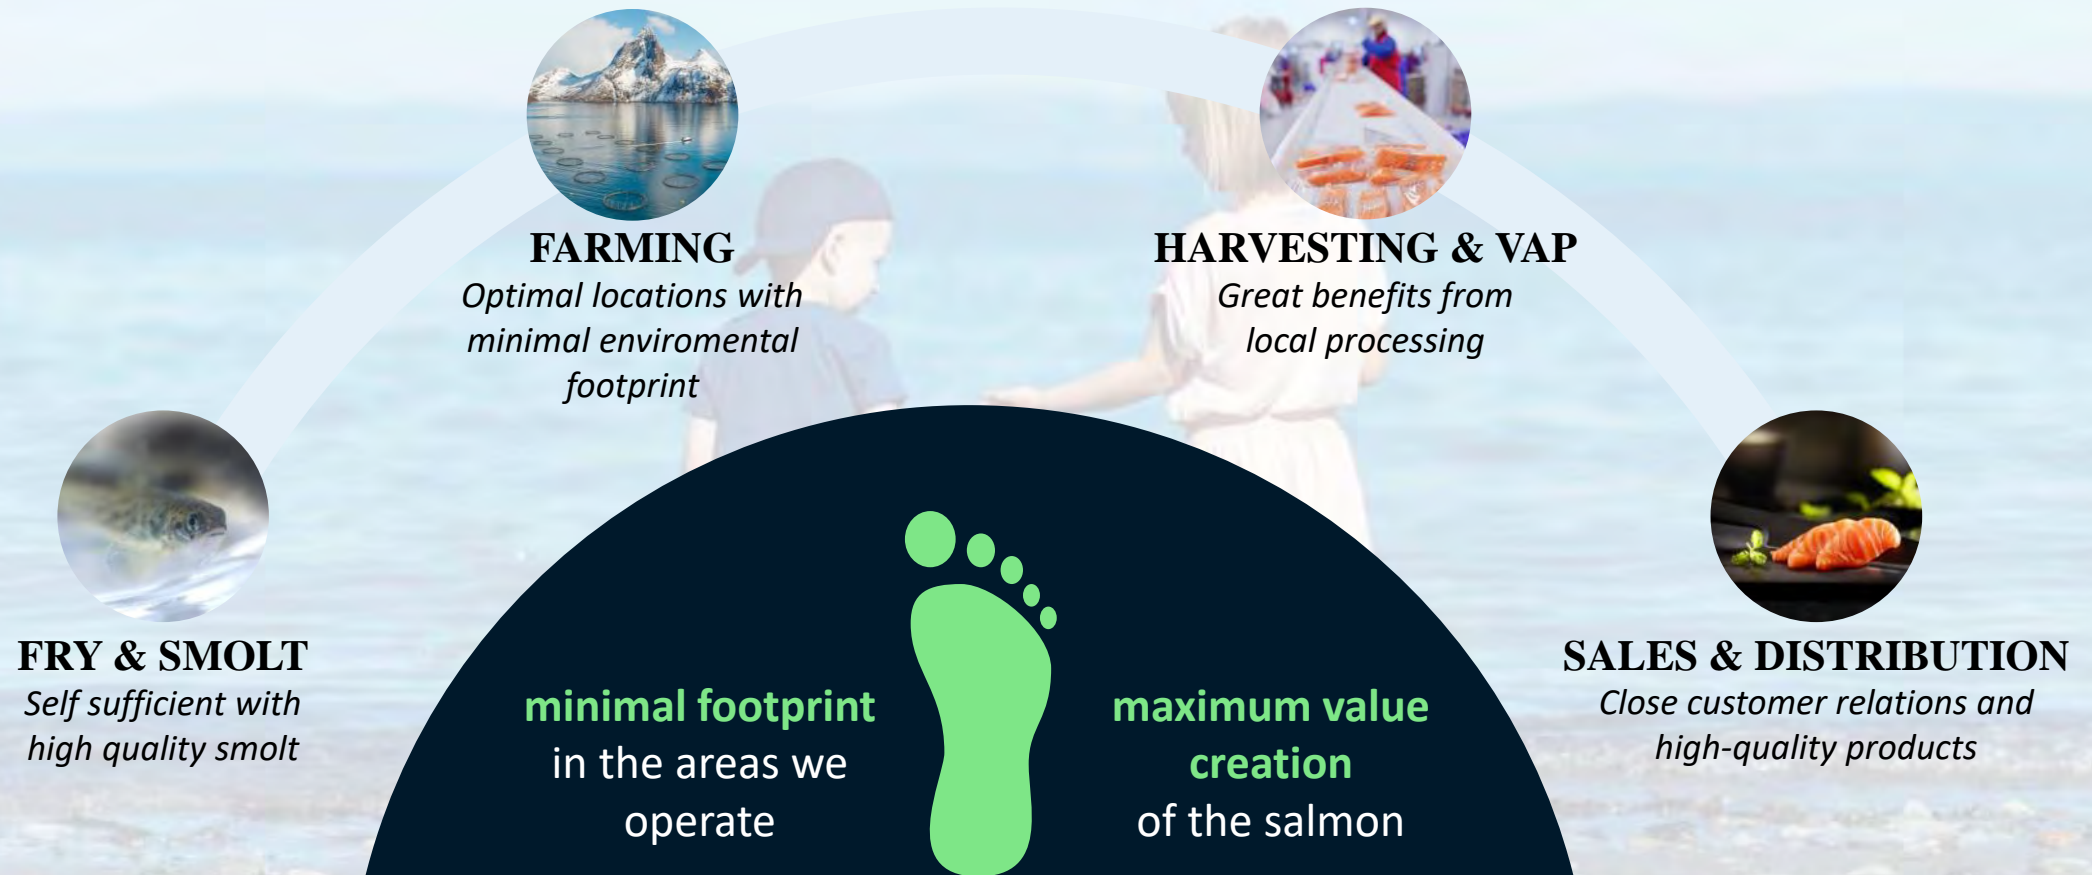 FARMING
Optimal locations with
minimal enviromental
footprint
HARVESTING & VAP
Great benefits from
local processing
FRY & SMOLT
Self sufficient with
high quality smolt
SALES & DISTRIBUTION
Close customer relations and
high-quality products
minimal footprint
in the areas we
operate
maximum value
creation
of the salmon